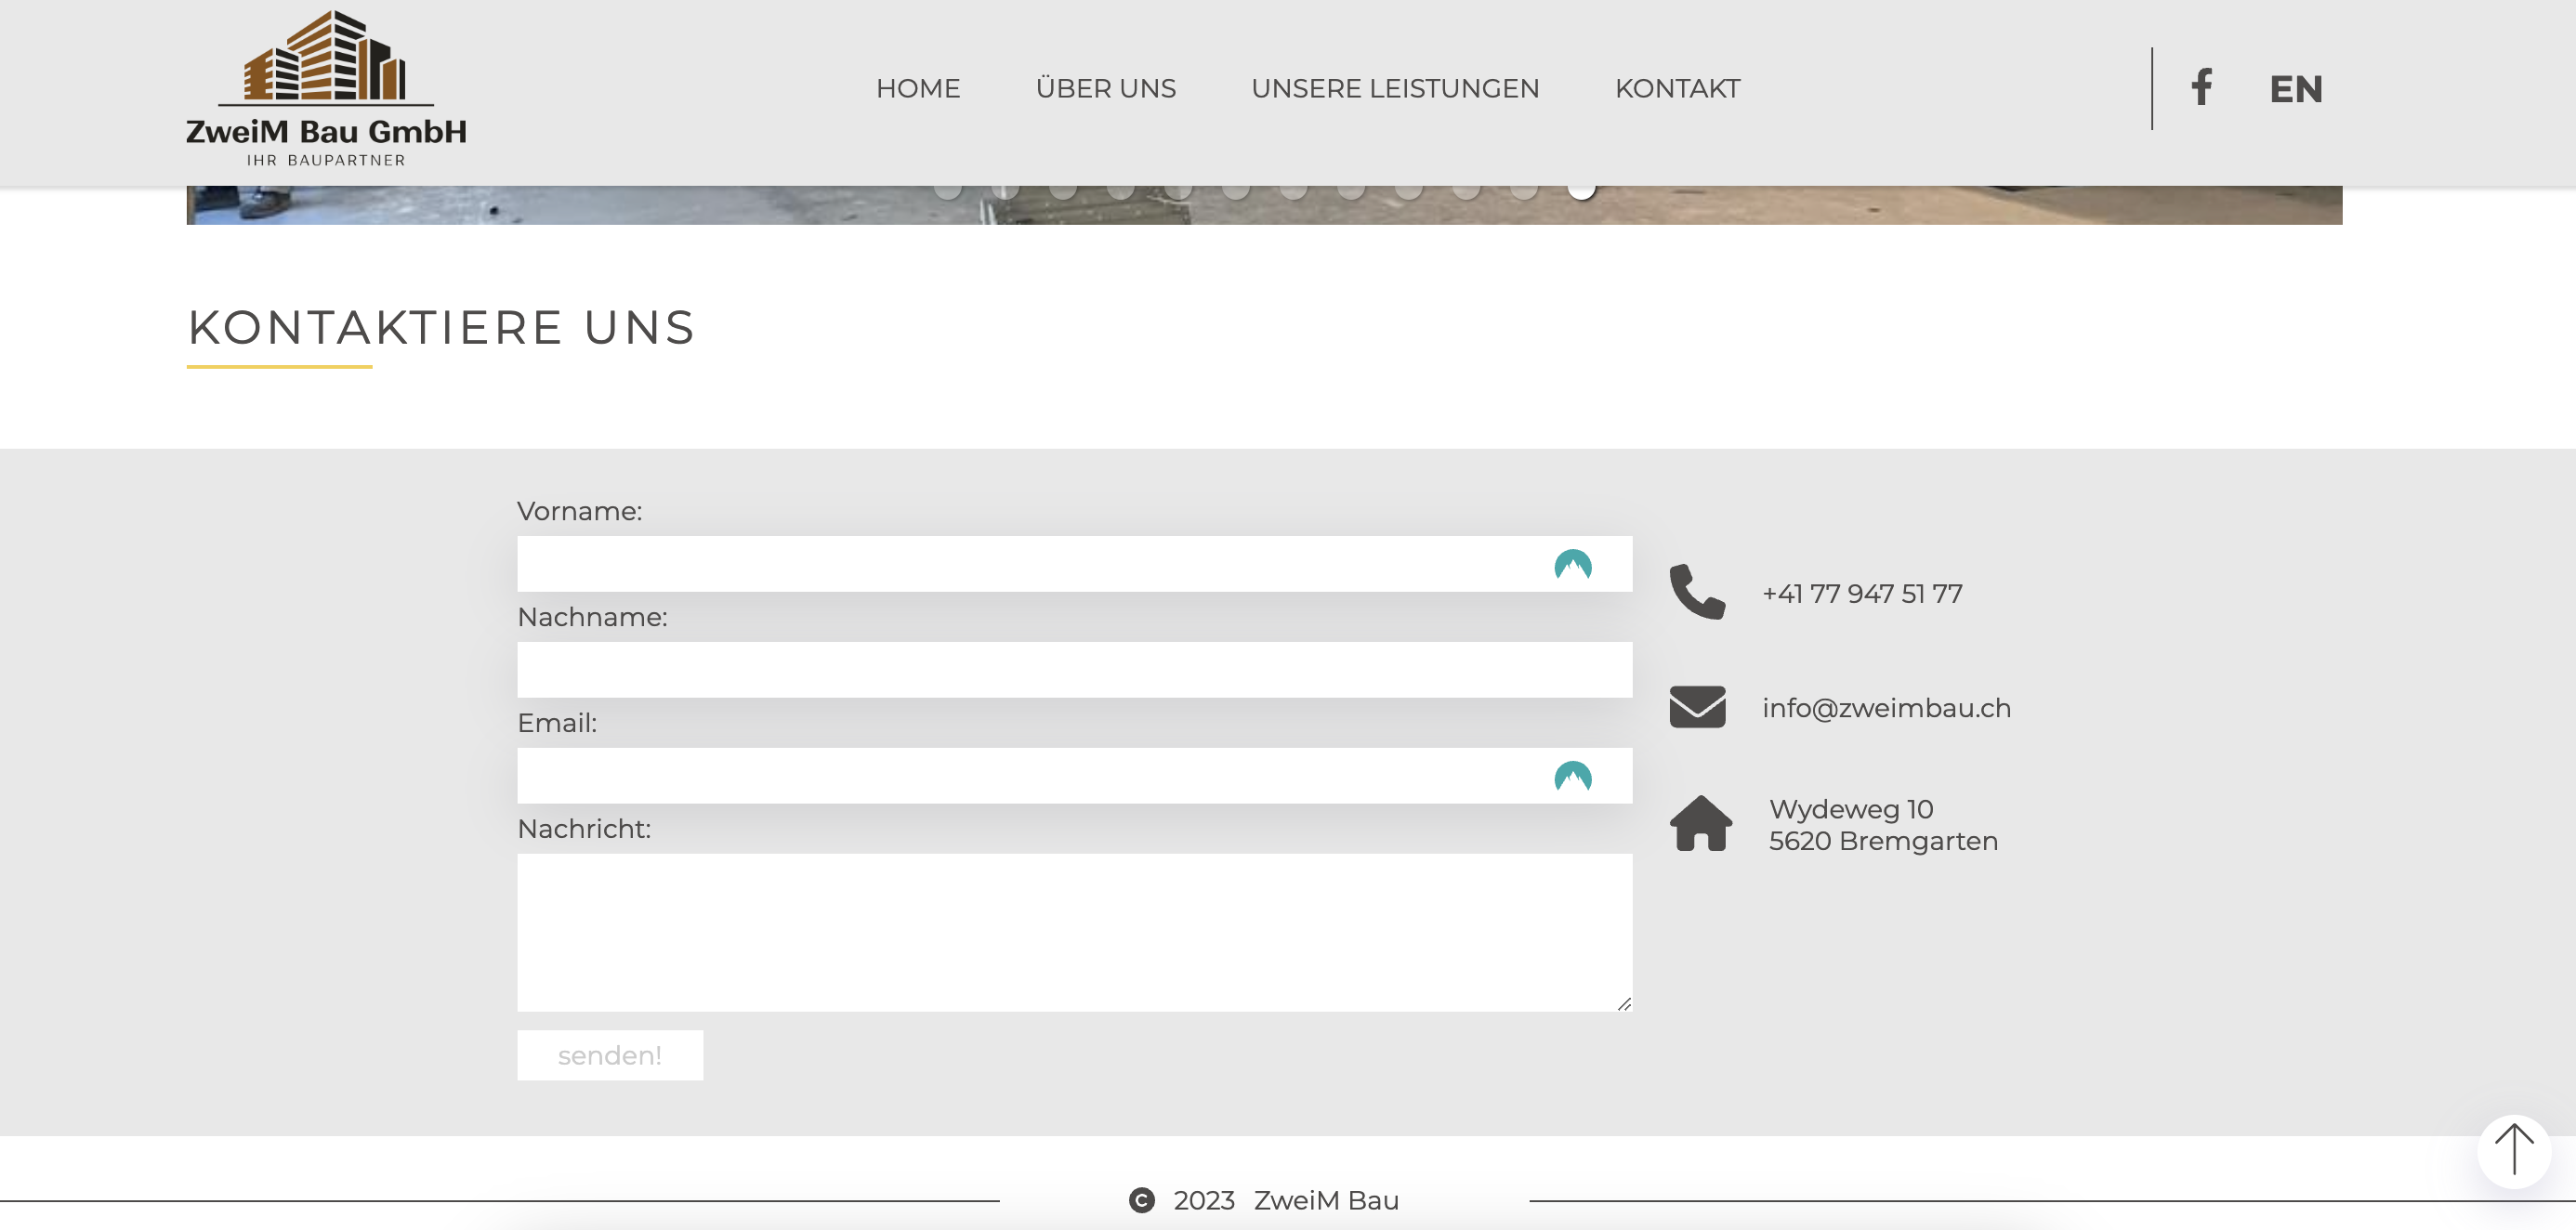 ZweiM Bau GmbH
IHR BAUPARTNER
HOME ÜBER UNS UNSERE LEISTUNGEN KONTAKT
EN
KONTAKTIERE UNS
Vorname:
Nachname:
Email:
Nachricht:
senden!
+41 77 947 51 77
info@zweimbau.ch
Wydeweg 10
5620 Bremgarten
© 2023 ZweiM Bau